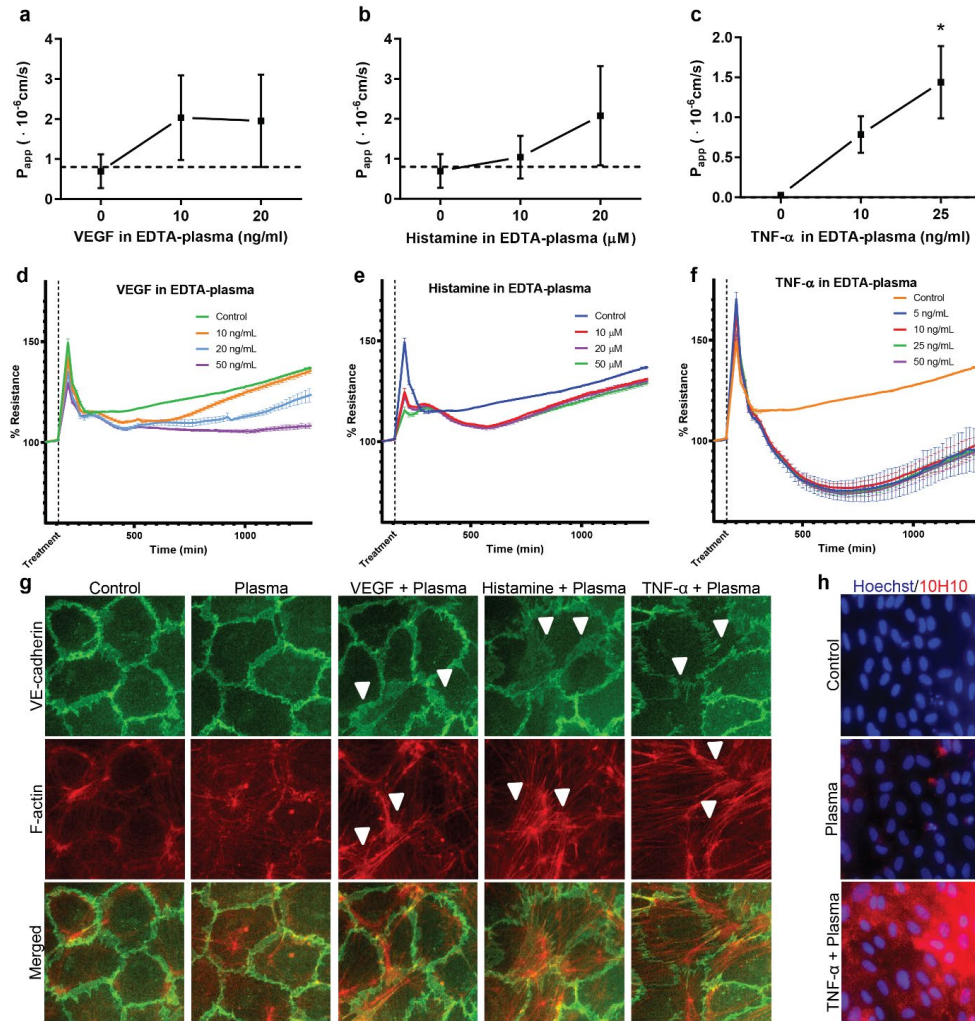 a
4
3
2
1
0
Papp ( · 10-6cm/s)
0
10
20
VEGF in EDTA-plasma (ng/ml)
b
4
3
2
1
0
Papp ( · 10-6cm/s)
0
10
20
Histamine in EDTA-plasma (μM)
c
*
2.0
1.5
1.0
0.5
0.0
Papp ( · 10-6cm/s)
0
10
25
TNF-α in EDTA-plasma (ng/ml)
d
VEGF in EDTA-plasma
Control
10 ng/mL
20 ng/mL
50 ng/mL
150
100
% Resistance
Treatment
500
1000
Time (min)
e
Histamine in EDTA-plasma
Control
10 μM
20 μM
50 μM
150
100
% Resistance
Treatment
500
1000
Time (min)
f
TNF-α in EDTA-plasma
Control
5 ng/mL
10 ng/mL
25 ng/mL
50 ng/mL
150
100
% Resistance
Treatment
500
1000
Time (min)
g
Control
Plasma
VEGF + Plasma
Histamine + Plasma
TNF-α + Plasma
VE-cadherin
F-actin
Merged
h
Hoechst/10H10
Control
Plasma
TNF-α + Plasma